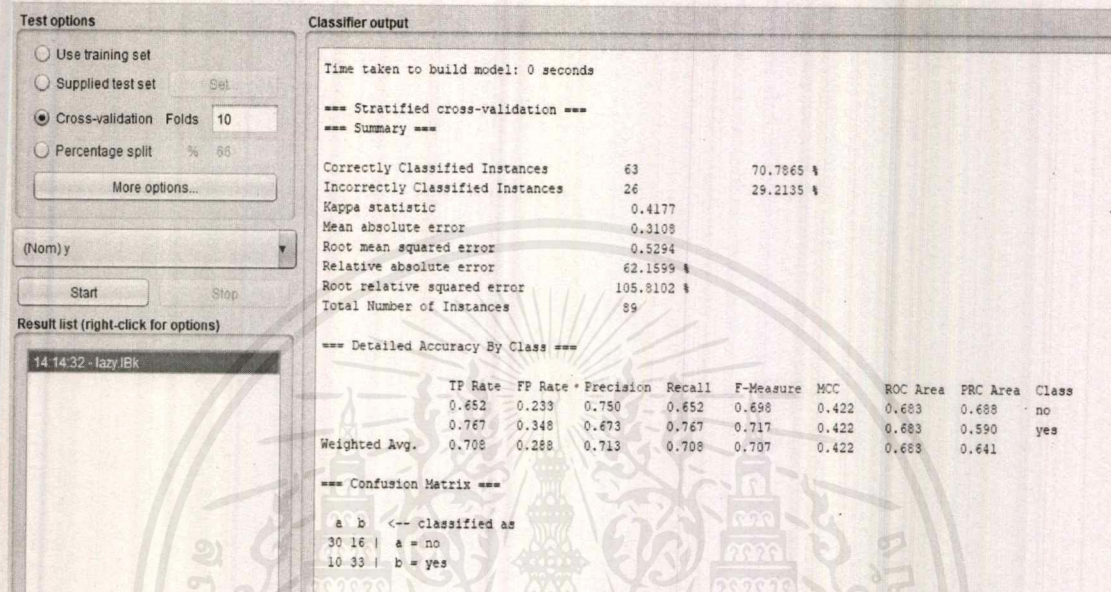 Test options
Use training set
Supplied test set Set...
Cross-validation Folds 10
Percentage split % 66
More options...
(Nom) y
Start Stop
Result list (right-click for options)
14:14:32 - lazy.IBk
Classifier output
Time taken to build model: 0 seconds
=== Stratified cross-validation ===
=== Summary ===
Correctly Classified Instances 63 70.7865 %
Incorrectly Classified Instances 26 29.2135 %
Kappa statistic 0.4177
Mean absolute error 0.3108
Root mean squared error 0.5294
Relative absolute error 62.1599 %
Root relative squared error 105.8102 %
Total Number of Instances 89
=== Detailed Accuracy By Class ===
TP Rate FP Rate Precision Recall F-Measure MCC ROC Area PRC Area Class
0.652 0.233 0.750 0.652 0.698 0.422 0.683 0.688 no
0.767 0.348 0.673 0.767 0.717 0.422 0.683 0.590 yes
Weighted Avg. 0.708 0.288 0.713 0.708 0.707 0.422 0.683 0.641
=== Confusion Matrix ===
a b <-- classified as
30 16 | a = no
10 33 | b = yes